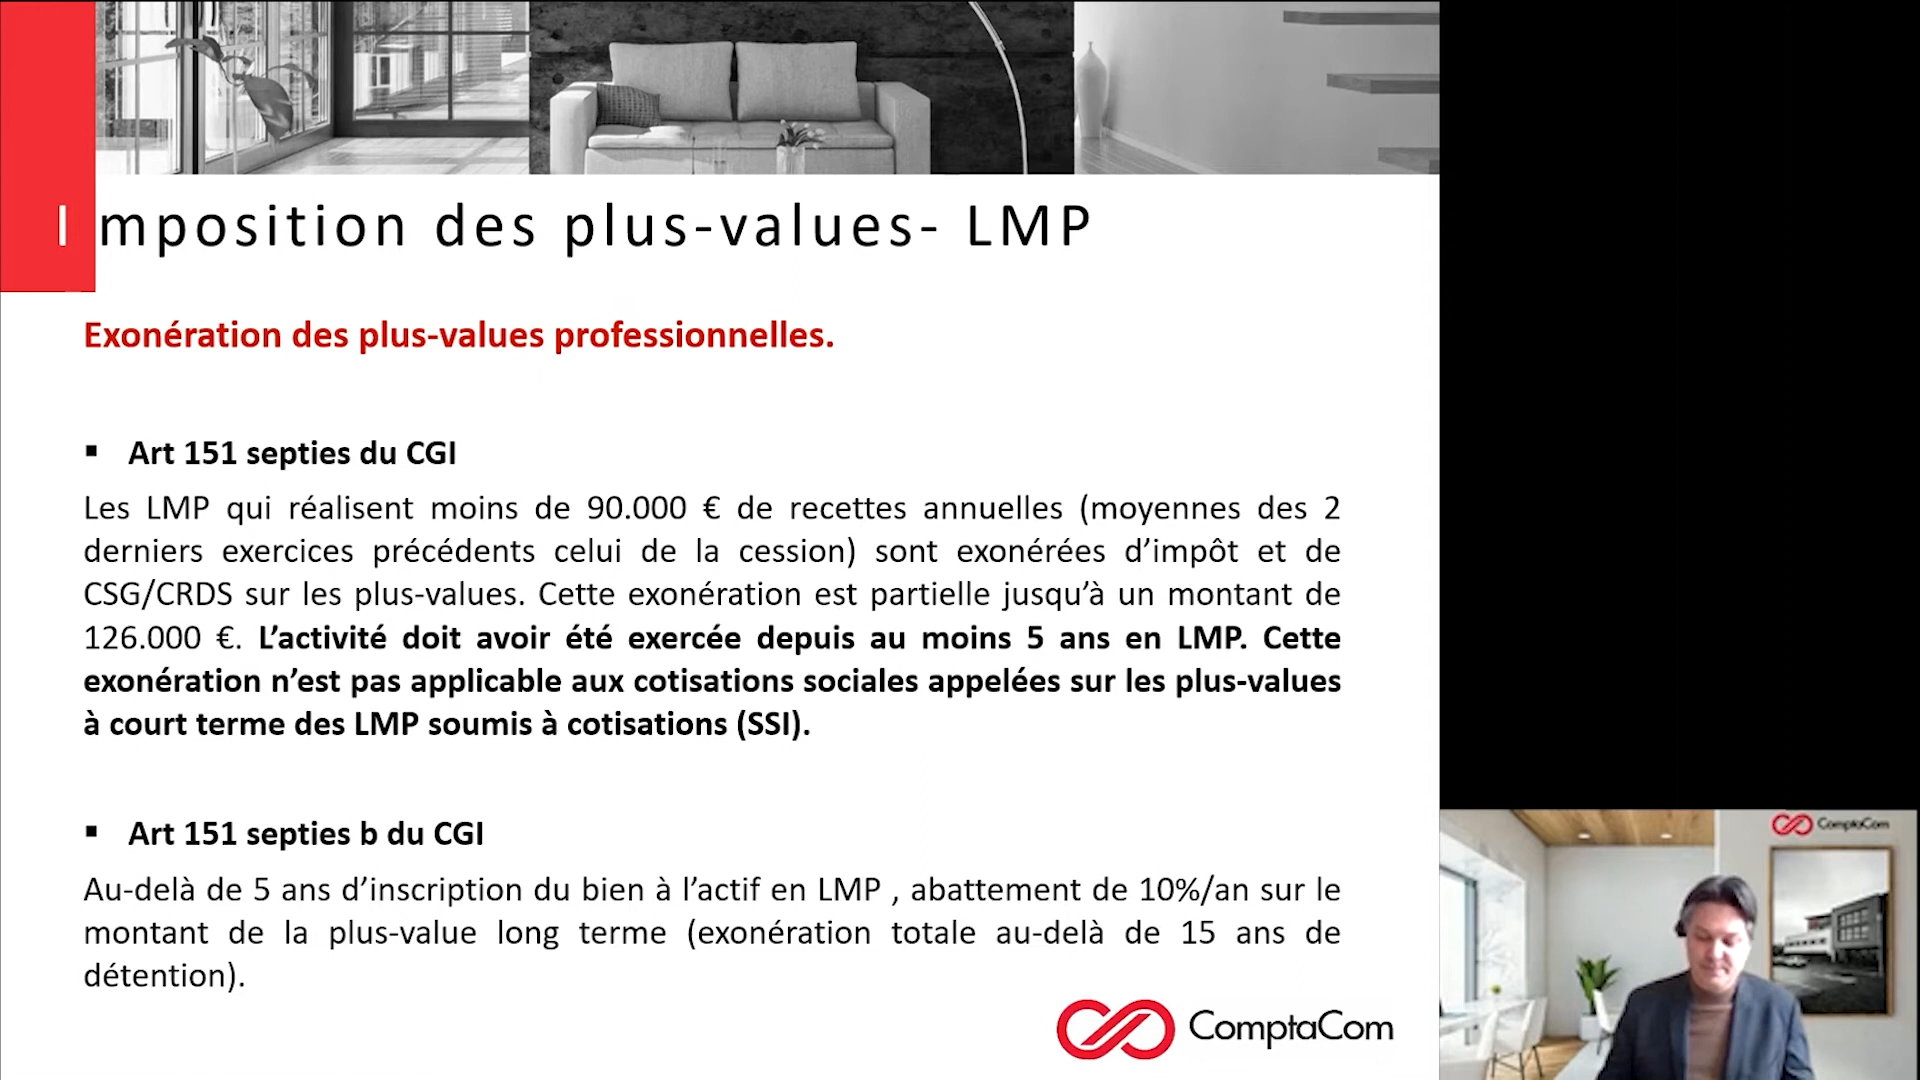 Imposition des plus-values- LMP
Exonération des plus-values professionnelles.
▪ Art 151 septies du CGI
Les LMP qui réalisent moins de 90.000 € de recettes annuelles (moyennes des 2
derniers exercices précédents celui de la cession) sont exonérées d’impôt et de
CSG/CRDS sur les plus-values. Cette exonération est partielle jusqu’à un montant de
126.000 €. L’activité doit avoir été exercée depuis au moins 5 ans en LMP. Cette
exonération n’est pas applicable aux cotisations sociales appelées sur les plus-values
à court terme des LMP soumis à cotisations (SSI).
▪ Art 151 septies b du CGI
Au-delà de 5 ans d’inscription du bien à l’actif en LMP , abattement de 10%/an sur le
montant de la plus-value long terme (exonération totale au-delà de 15 ans de
détention).
ComptaCom
ComptaCom